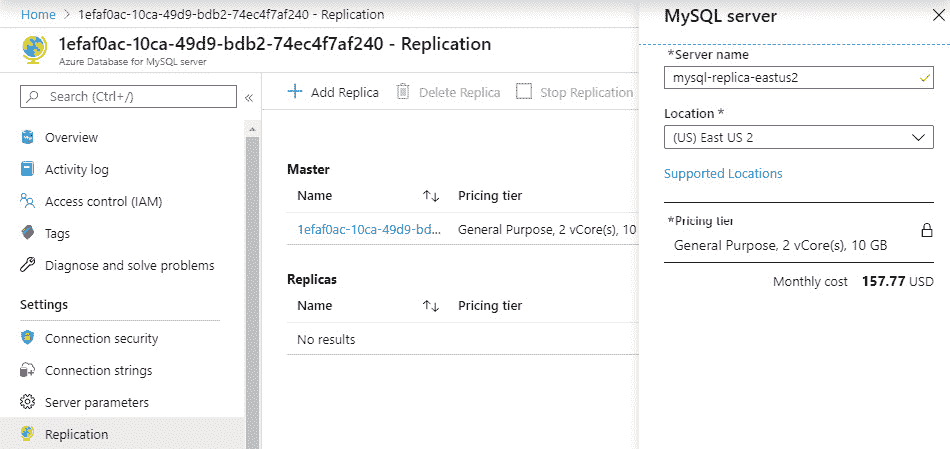 Home > 1efaf0ac-10ca-49d9-bdb2-74ec4f7af240 - Replication
1efaf0ac-10ca-49d9-bdb2-74ec4f7af240 - Replication
Azure Database for MySQL server
Search (Ctrl+/)
Overview
Activity log
Access control (IAM)
Tags
Diagnose and solve problems
Settings
Connection security
Connection strings
Server parameters
Replication
Add Replica Delete Replica Stop Replication
Master
Name Pricing tier
1efaf0ac-10ca-49d9-bd... General Purpose, 2 vCore(s), 10
Replicas
Name Pricing tier
No results
MySQL server
*Server name
mysql-replica-eastus2
Location *
(US) East US 2
Supported Locations
*Pricing tier
General Purpose, 2 vCore(s), 10 GB
Monthly cost 157.77 USD